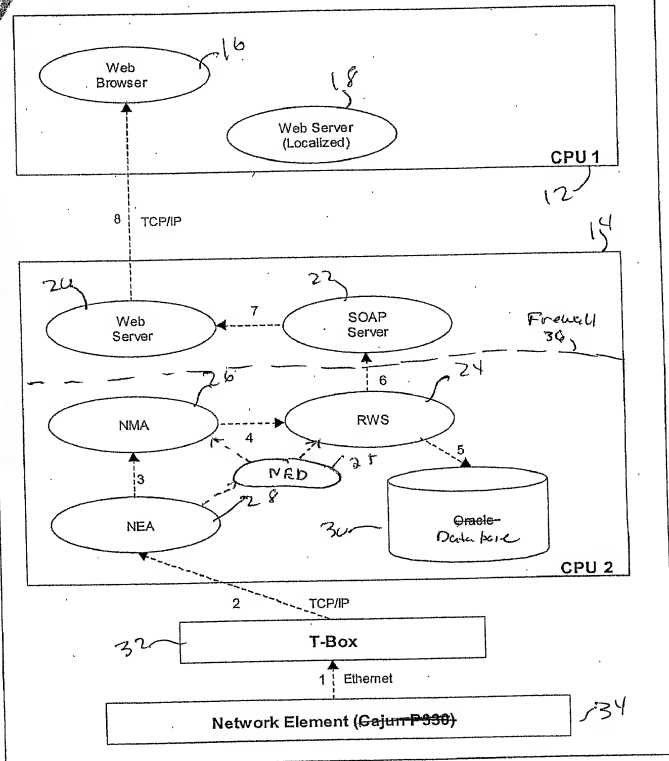 16
Web
Browser
18
Web Server
(Localized)
CPU 1
12
8 TCP/IP
14
20
22
Web
Server
7
SOAP
Server
Firewall
36
26
6
24
NMA
4
RWS
5
3
NED
25
28
NEA
30
Oracle
Database
CPU 2
2 TCP/IP
32
T-Box
1 Ethernet
Network Element (Cajun P330)
34